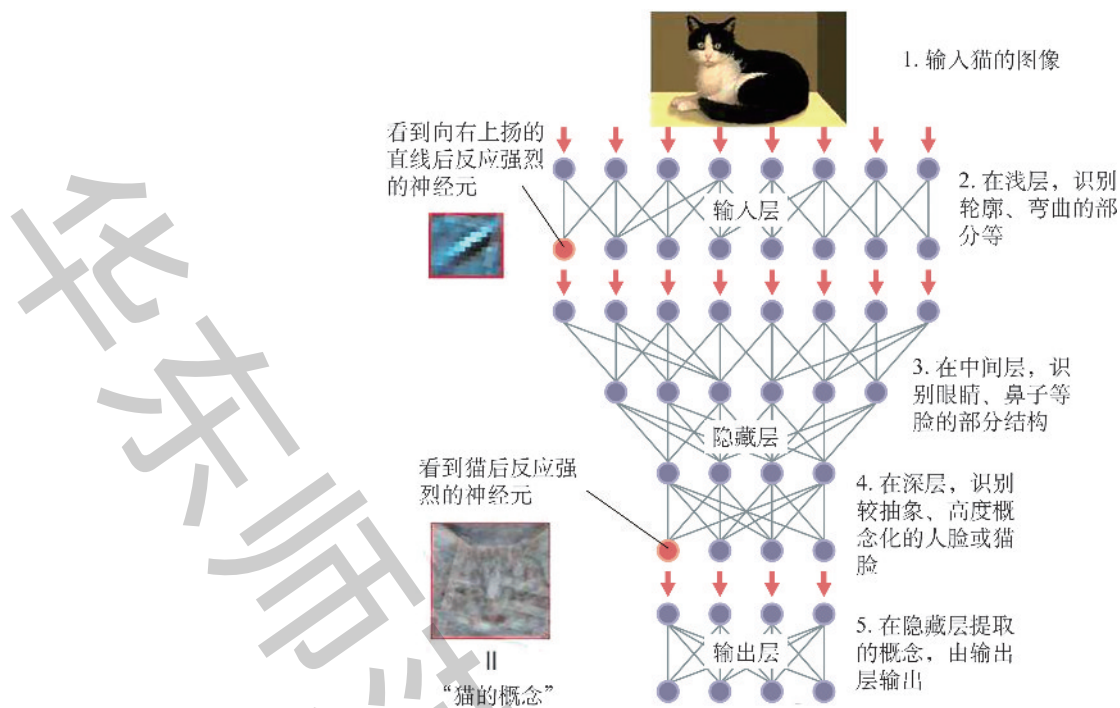 1. 输入猫的图像
看到向右上扬的
直线后反应强烈
的神经元
输入层
2. 在浅层，识别
轮廓、弯曲的部
分等
3. 在中间层，识
别眼睛、鼻子等
脸的部分结构
隐藏层
看到猫后反应强
烈的神经元
4. 在深层，识别
较抽象、高度概
念化的人脸或猫
脸
5. 在隐藏层提取
的概念，由输出
层输出
输出层
=
“猫的概念”
华东师